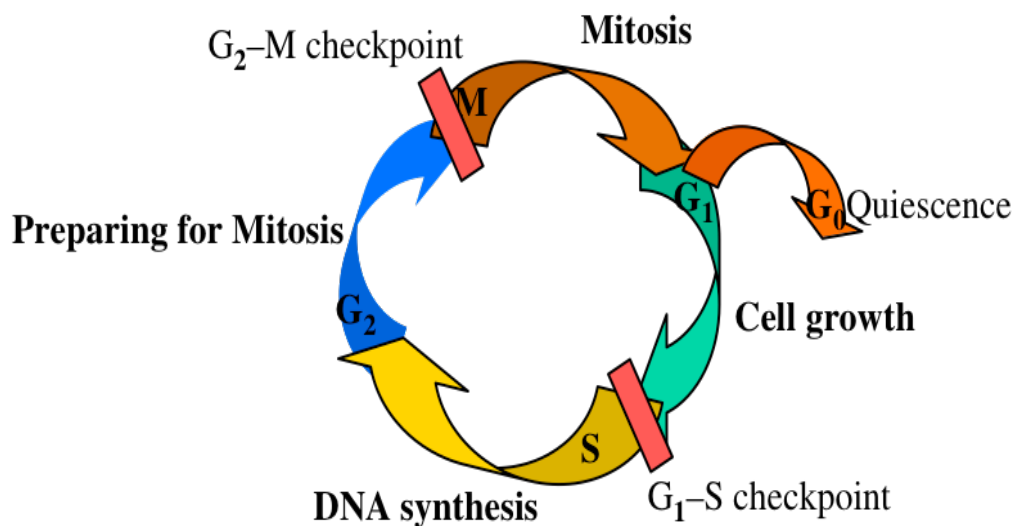 Mitosis
G₂–M checkpoint
M
G₁
G₀ Quiescence
Preparing for Mitosis
G₂
Cell growth
S
G₁–S checkpoint
DNA synthesis